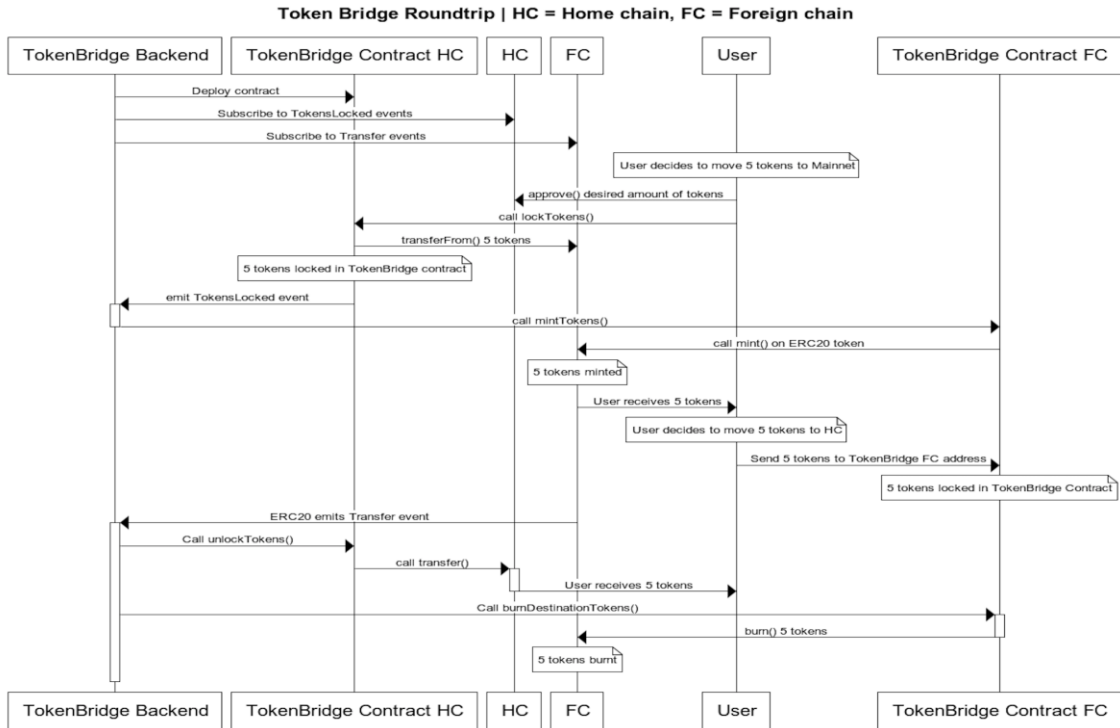 Token Bridge Roundtrip | HC = Home chain, FC = Foreign chain
TokenBridge Backend
TokenBridge Contract HC
HC
FC
User
TokenBridge Contract FC
Deploy contract
Subscribe to TokensLocked events
Subscribe to Transfer events
User decides to move 5 tokens to Mainnet
approve() desired amount of tokens
call lockTokens()
transferFrom() 5 tokens
5 tokens locked in TokenBridge contract
emit TokensLocked event
call mintTokens()
call mint() on ERC20 token
5 tokens minted
User receives 5 tokens
User decides to move 5 tokens to HC
Send 5 tokens to TokenBridge FC address
5 tokens locked in TokenBridge Contract
ERC20 emits Transfer event
Call unlockTokens()
call transfer()
User receives 5 tokens
Call burnDestinationTokens()
burn() 5 tokens
5 tokens burnt
TokenBridge Backend
TokenBridge Contract HC
HC
FC
User
TokenBridge Contract FC